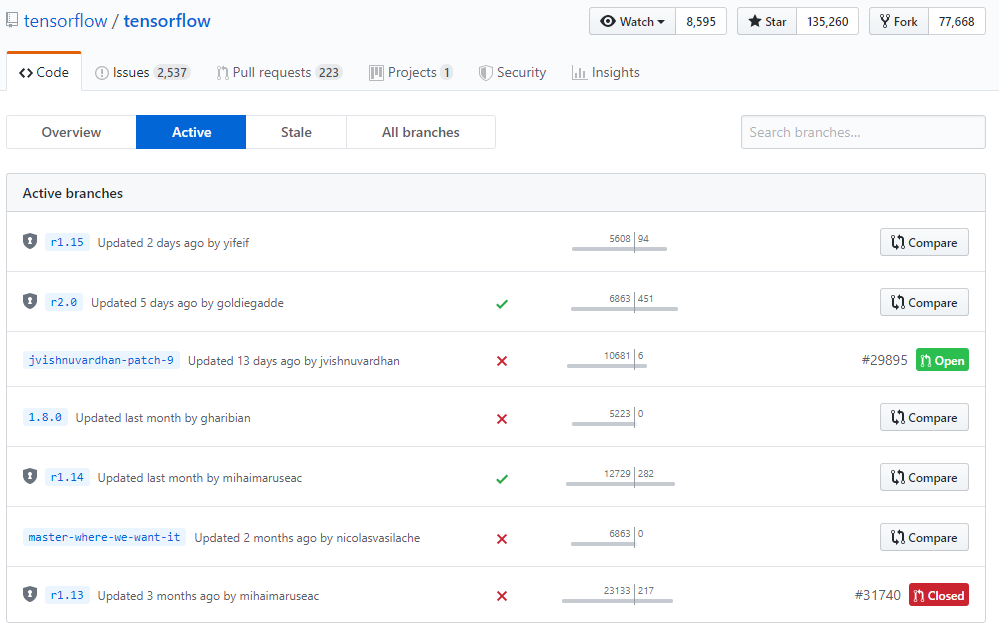 tensorflow / tensorflow
Watch 8,595 Star 135,260 Fork 77,668
Code Issues 2,537 Pull requests 223 Projects 1 Security Insights
Overview Active Stale All branches Search branches...
Active branches
r1.15 Updated 2 days ago by yifeif 5608 94 Compare
r2.0 Updated 5 days ago by goldiegadde 6863 451 Compare
jvishnuvardhan-patch-9 Updated 13 days ago by jvishnuvardhan 10681 6 #29895 Open
1.8.0 Updated last month by gharibian 5223 0 Compare
r1.14 Updated last month by mihaimaruseac 12729 282 Compare
master-where-we-want-it Updated 2 months ago by nicolasvasilache 6863 0 Compare
r1.13 Updated 3 months ago by mihaimaruseac 23133 217 #31740 Closed